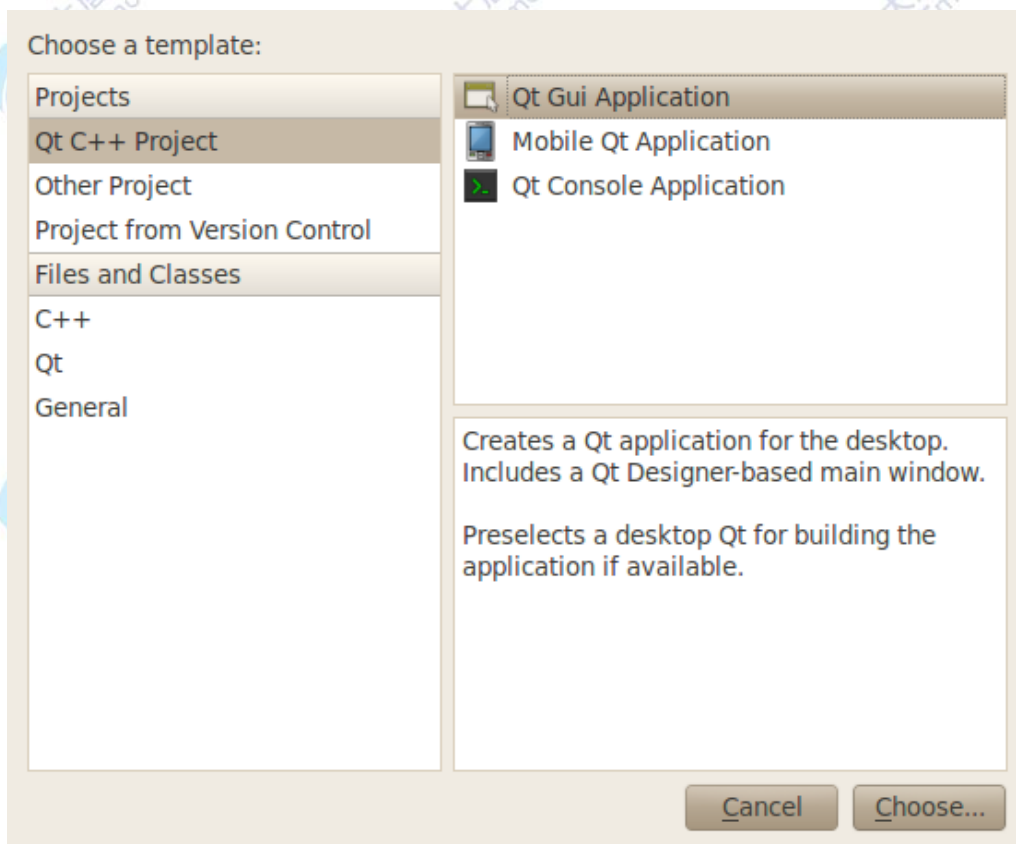 Choose a template:
Projects
Qt C++ Project
Other Project
Project from Version Control
Files and Classes
C++
Qt
General
Qt Gui Application
Mobile Qt Application
Qt Console Application
Creates a Qt application for the desktop.
Includes a Qt Designer-based main window.
Preselects a desktop Qt for building the
application if available.
Cancel
Choose...